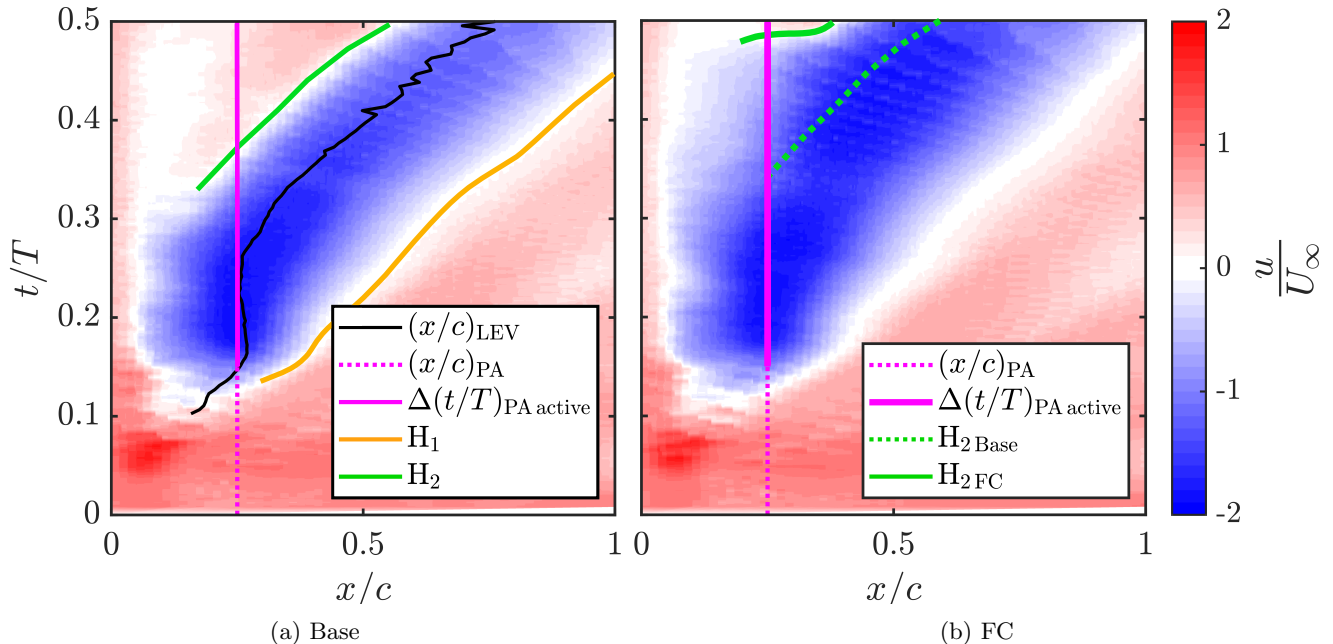 0.5
0.4
0.3
0.2
0.1
0
t/T
(x/c)LEV
(x/c)PA
Δ(t/T)PA active
H1
H2
0 0.5 1
x/c
(a) Base
(x/c)PA
Δ(t/T)PA active
H2 Base
H2 FC
0 0.5 1
x/c
(b) FC
2
1
0
-1
-2
u
U∞